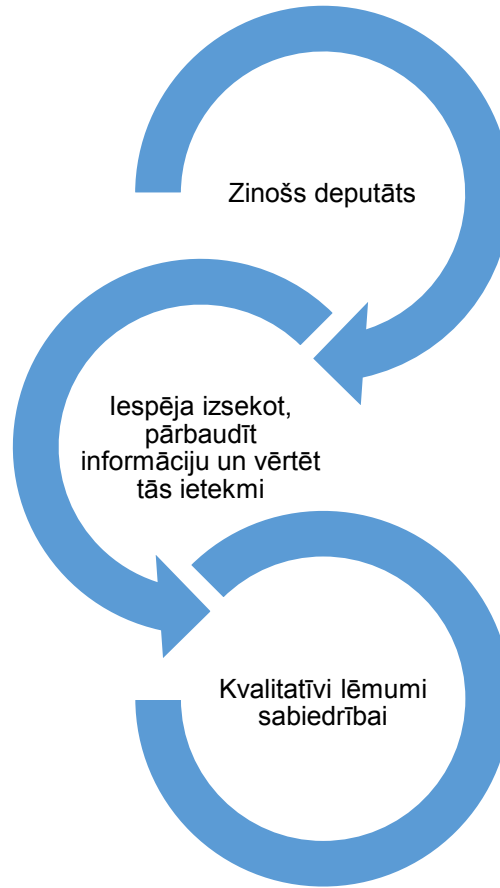 Zinošs deputāts
Iespēja izsekot,
pārbaudīt
informāciju un vērtēt
tās ietekmi
Kvalitatīvi lēmumi
sabiedrībai